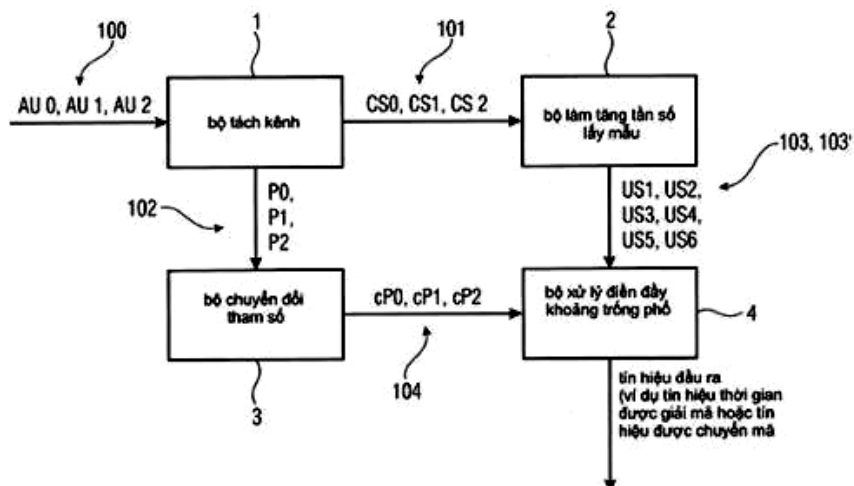 100
1
101
2
AU 0, AU 1, AU 2
bộ tách kênh
CS0, CS1, CS 2
bộ làm tăng tần số
lấy mẫu
103, 103'
102
P0,
P1,
P2
US1, US2,
US3, US4,
US5, US6
bộ chuyển đổi
tham số
cP0, cP1, cP2
bộ xử lý điền đầy
khoảng trống phổ
4
3
104
tín hiệu đầu ra
(ví dụ tín hiệu thời gian
được giải mã hoặc tín
hiệu được chuyển mã